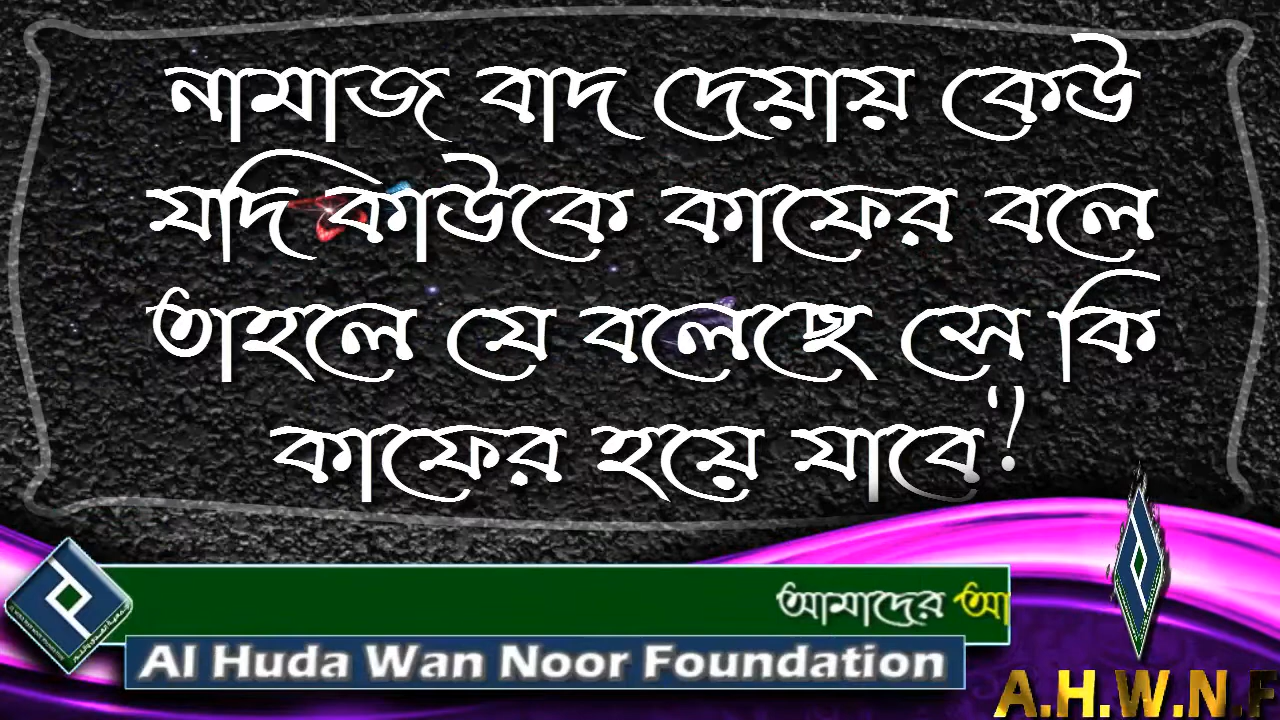 নামাজ বাদ দেয়ায় কেউ
যদি কাউকে কাফের বলে
তাহলে যে বলেছে সে কি
কাফের হয়ে যাবে?
আমাদের আ
Al Huda Wan Noor Foundation
A.H.W.N.F